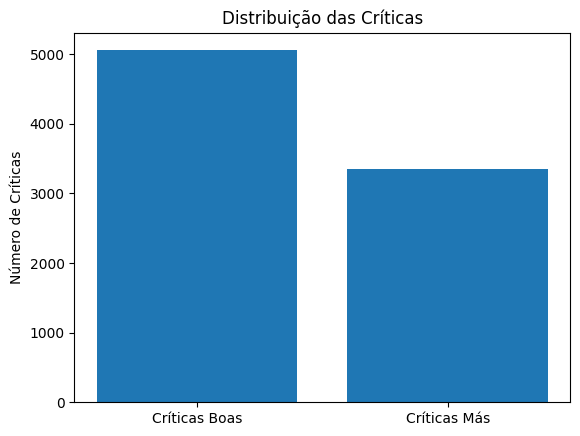 Distribuição das Críticas
Número de Críticas
5000
4000
3000
2000
1000
0
Críticas Boas
Críticas Más